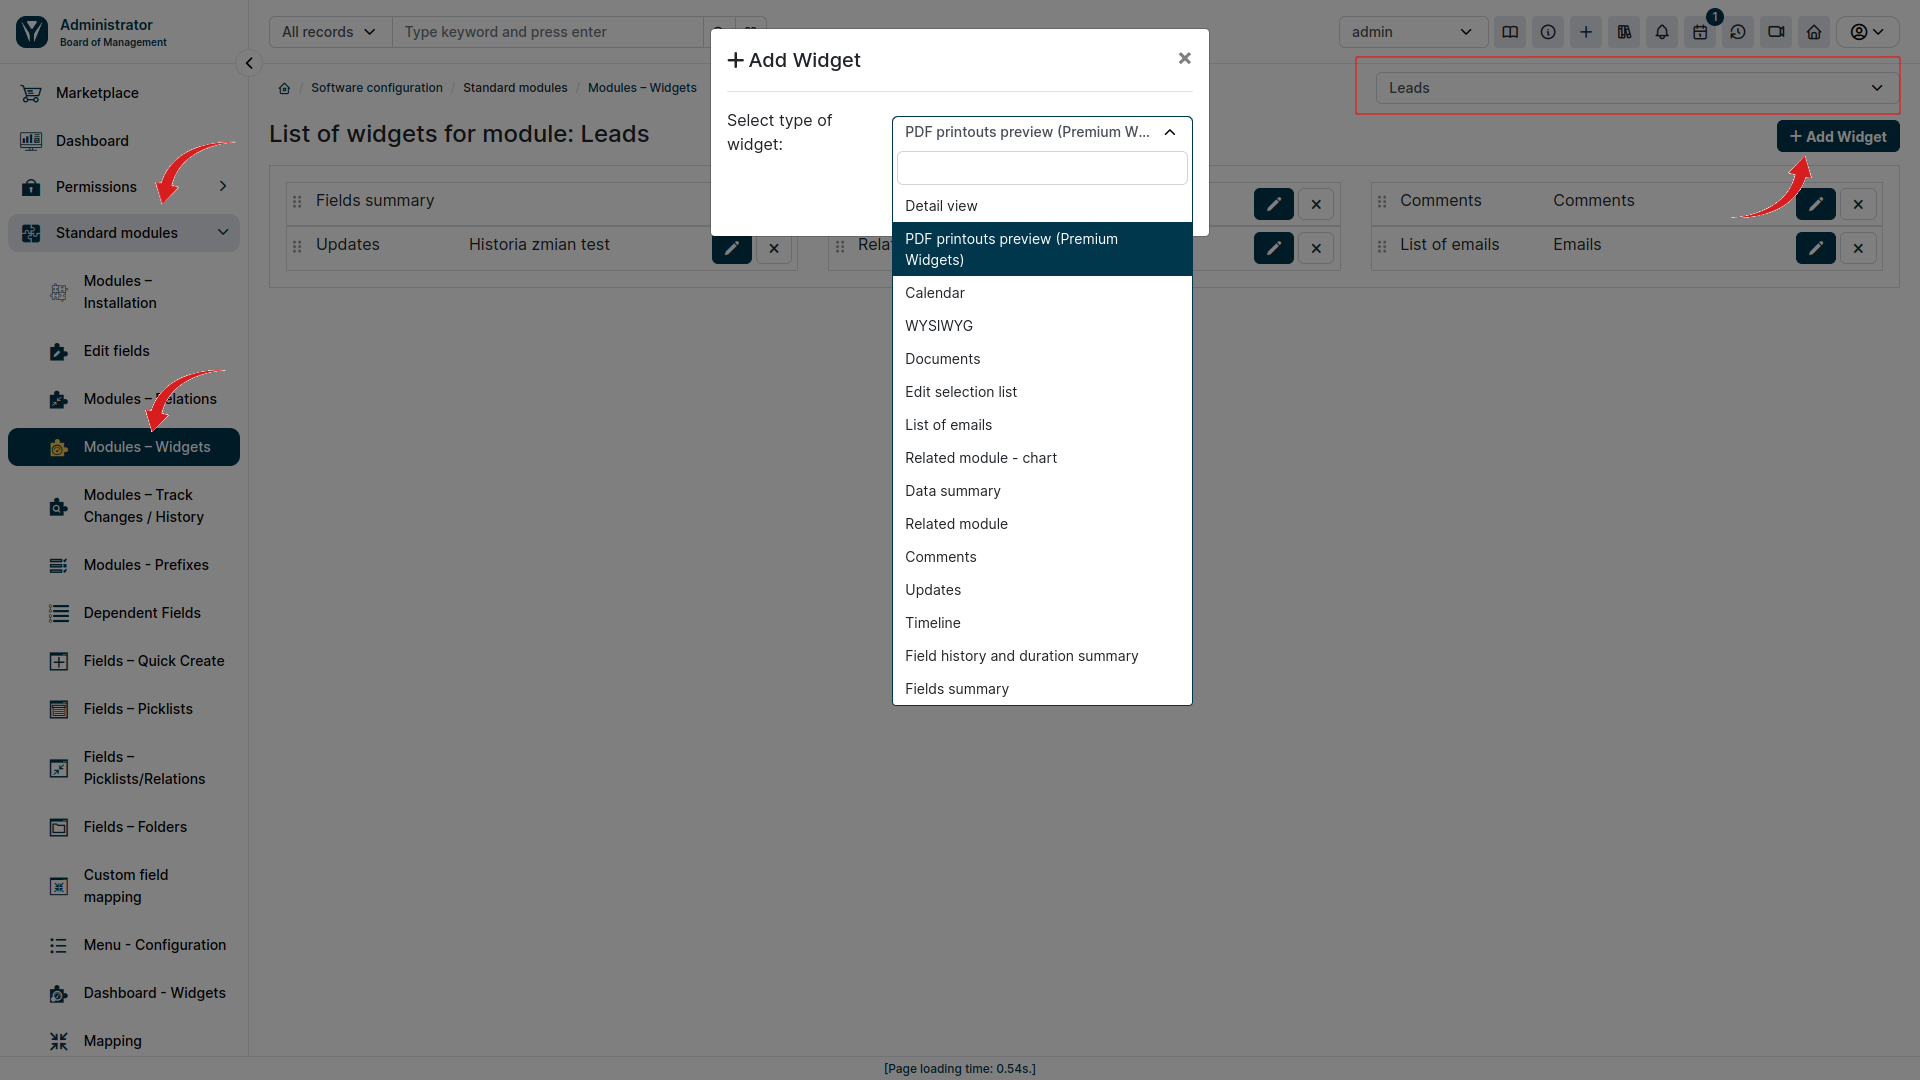 Administrator
Board of Management
All records
Type keyword and press enter
admin
1
Marketplace
Dashboard
Permissions
Standard modules
Modules – Installation
Edit fields
Modules – Relations
Modules – Widgets
Modules – Track Changes / History
Modules - Prefixes
Dependent Fields
Fields – Quick Create
Fields – Picklists
Fields – Picklists/Relations
Fields – Folders
Custom field mapping
Menu - Configuration
Dashboard - Widgets
Mapping
Software configuration / Standard modules / Modules – Widgets
Leads
List of widgets for module: Leads
+ Add Widget
Fields summary
Updates Historia zmian test
Comments Comments
List of emails Emails
+ Add Widget
×
Select type of widget:
PDF printouts preview (Premium W...
Detail view
PDF printouts preview (Premium Widgets)
Calendar
WYSIWYG
Documents
Edit selection list
List of emails
Related module - chart
Data summary
Related module
Comments
Updates
Timeline
Field history and duration summary
Fields summary
[Page loading time: 0.54s.]